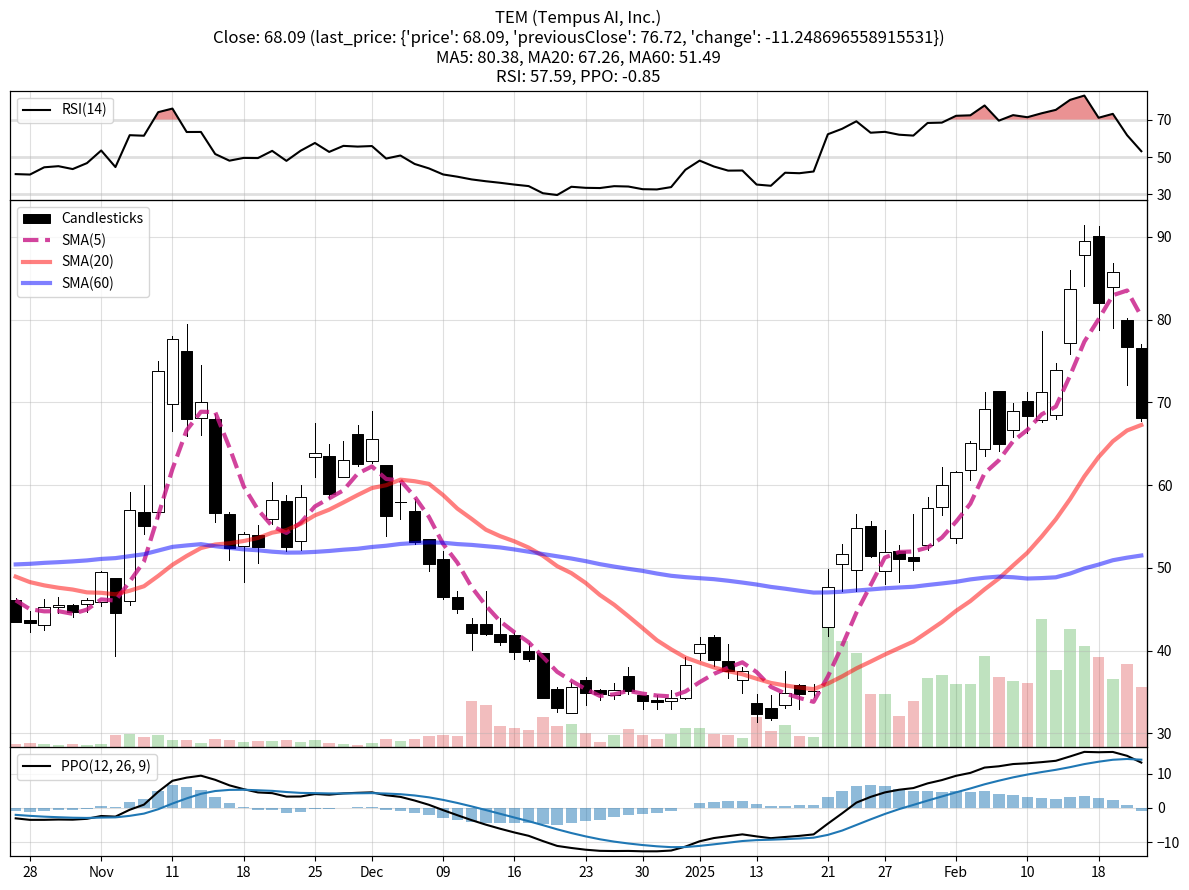 TEM (Tempus AI, Inc.)
Close: 68.09 (last_price: {'price': 68.09, 'previousClose': 76.72, 'change': -11.248696558915531})
MA5: 80.38, MA20: 67.26, MA60: 51.49
RSI: 57.59, PPO: -0.85
RSI(14)
70
50
30
Candlesticks
SMA(5)
SMA(20)
SMA(60)
90
80
70
60
50
40
30
PPO(12, 26, 9)
10
0
−10
28 Nov 11 18 25 Dec 09 16 23 30 2025 13 21 27 Feb 10 18